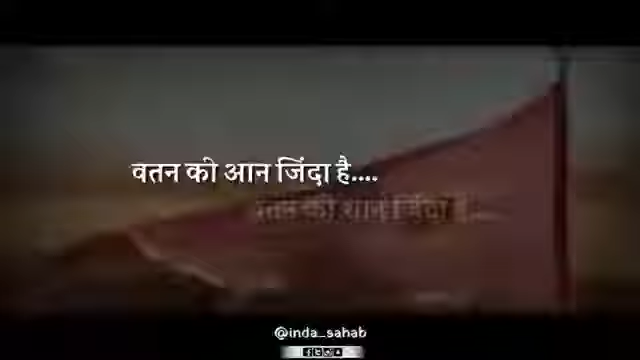 वतन की आन जिंदा है....
@inda_sahab